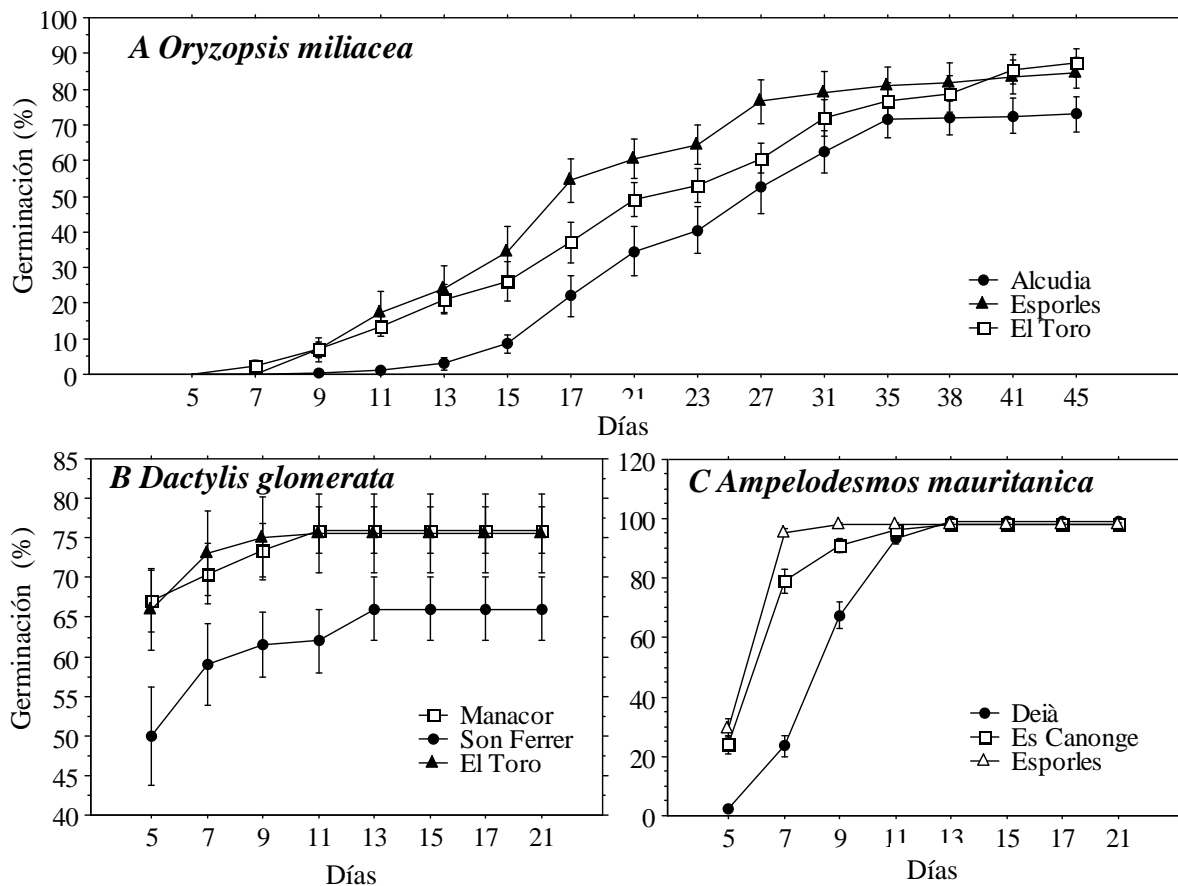 A Oryzopsis miliacea
Germinación (%)
100
90
80
70
60
50
40
30
20
10
0
Alcudia
Esporles
El Toro
5 7 9 11 13 15 17 21 23 27 31 35 38 41 45
Días
B Dactylis glomerata
Germinación (%)
85
80
75
70
65
60
55
50
45
40
Manacor
Son Ferrer
El Toro
5 7 9 11 13 15 17 21
Días
C Ampelodesmos mauritanica
120
100
80
60
40
20
0
Deià
Es Canonge
Esporles
5 7 9 11 13 15 17 21
Días